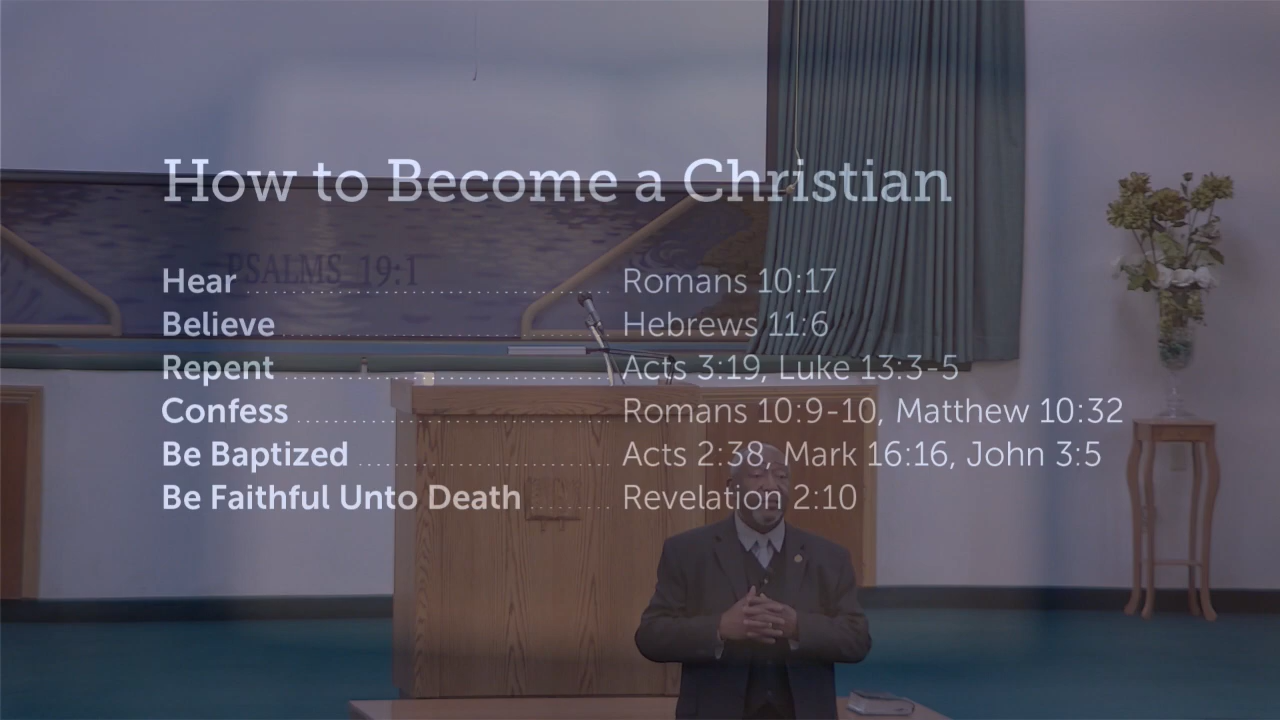 How to Become a Christian
PSALMS 19:1
Hear ........................ Romans 10:17
Believe ........................ Hebrews 11:6
Repent ........................ Acts 3:19, Luke 13:3-5
Confess ........................ Romans 10:9-10, Matthew 10:32
Be Baptized ........................ Acts 2:38, Mark 16:16, John 3:5
Be Faithful Unto Death ........ Revelation 2:10